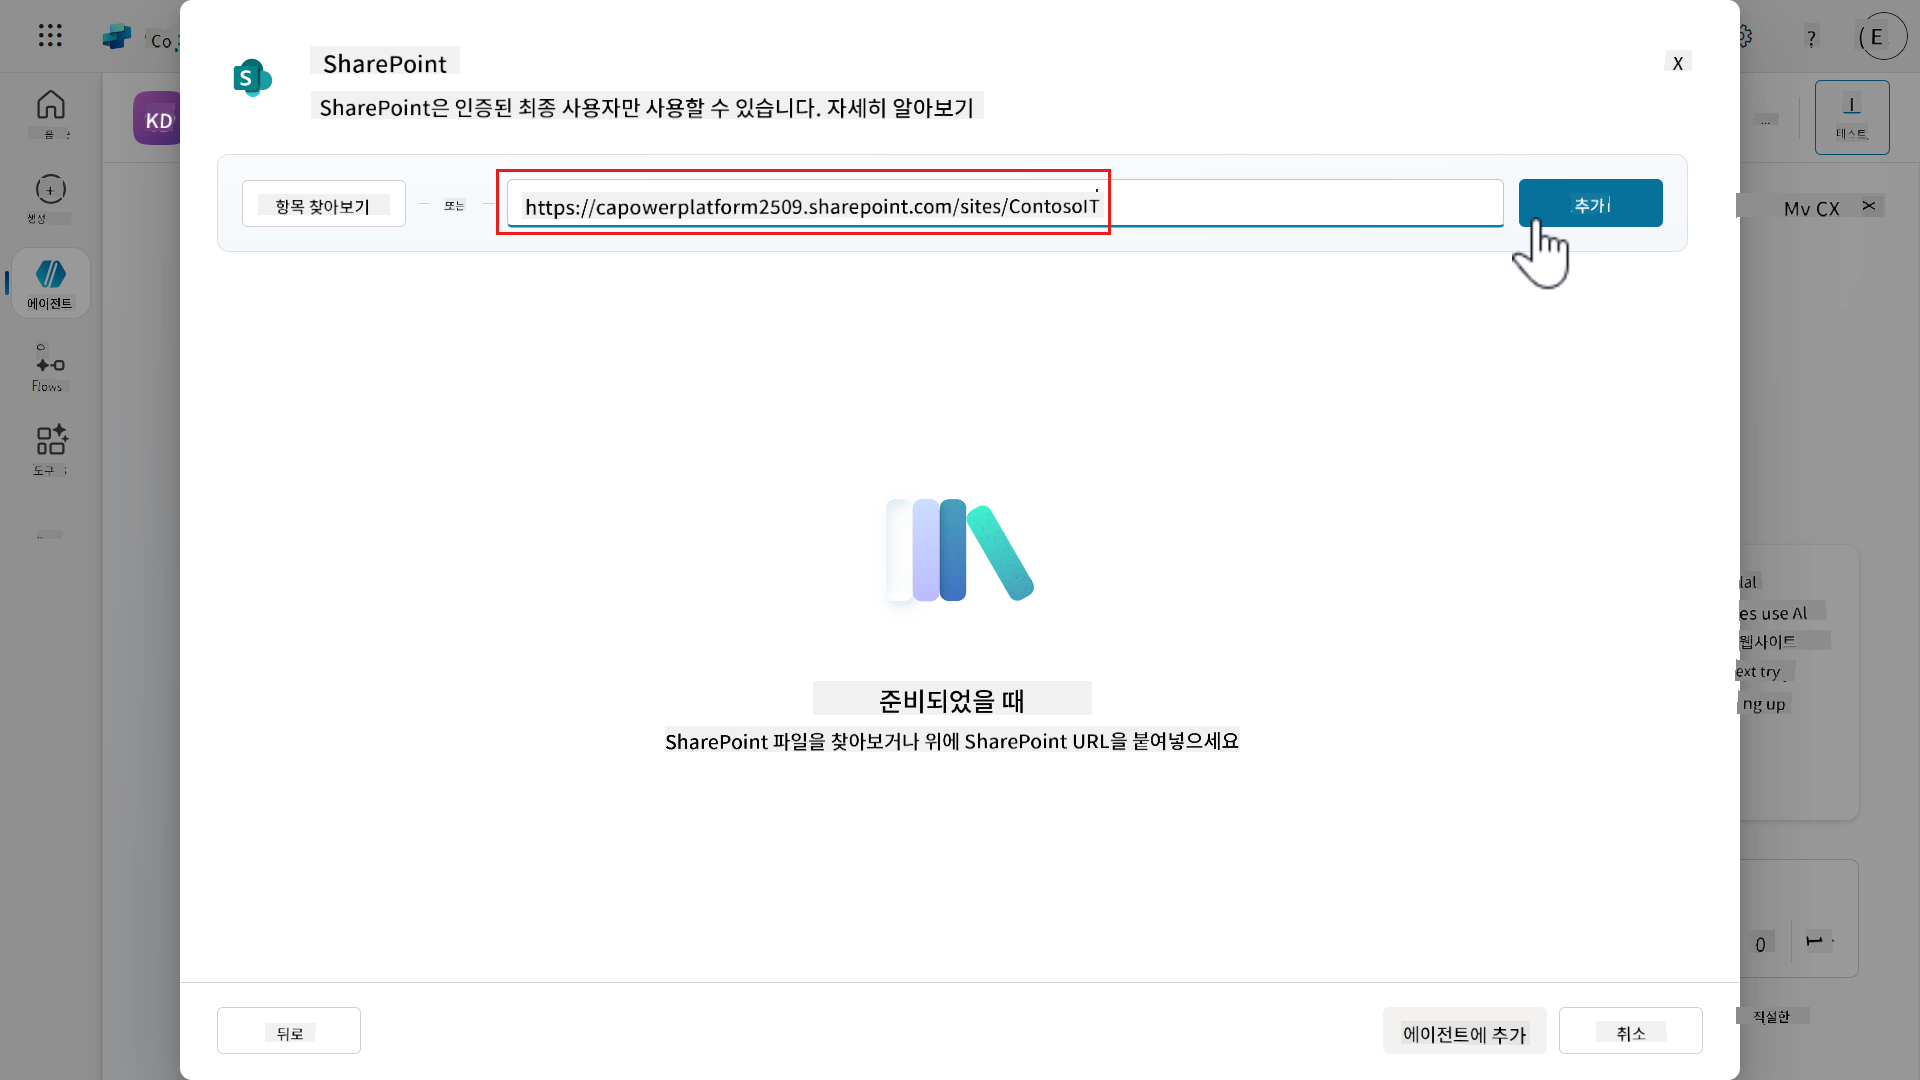 Co
SharePoint
X
?
E
SharePoint은 인증된 최종 사용자만 사용할 수 있습니다. 자세히 알아보기
KD
...
테스트
항목 찾아보기
또는
https://capowerplatform2509.sharepoint.com/sites/ContosoIT
추가
My CX
생성
에이전트
Flows
도구
...
lal
es use Al
웹사이트
ext try
ng up
준비되었을 때
SharePoint 파일을 찾아보거나 위에 SharePoint URL을 붙여넣으세요
0
뒤로
에이전트에 추가
취소
적절한